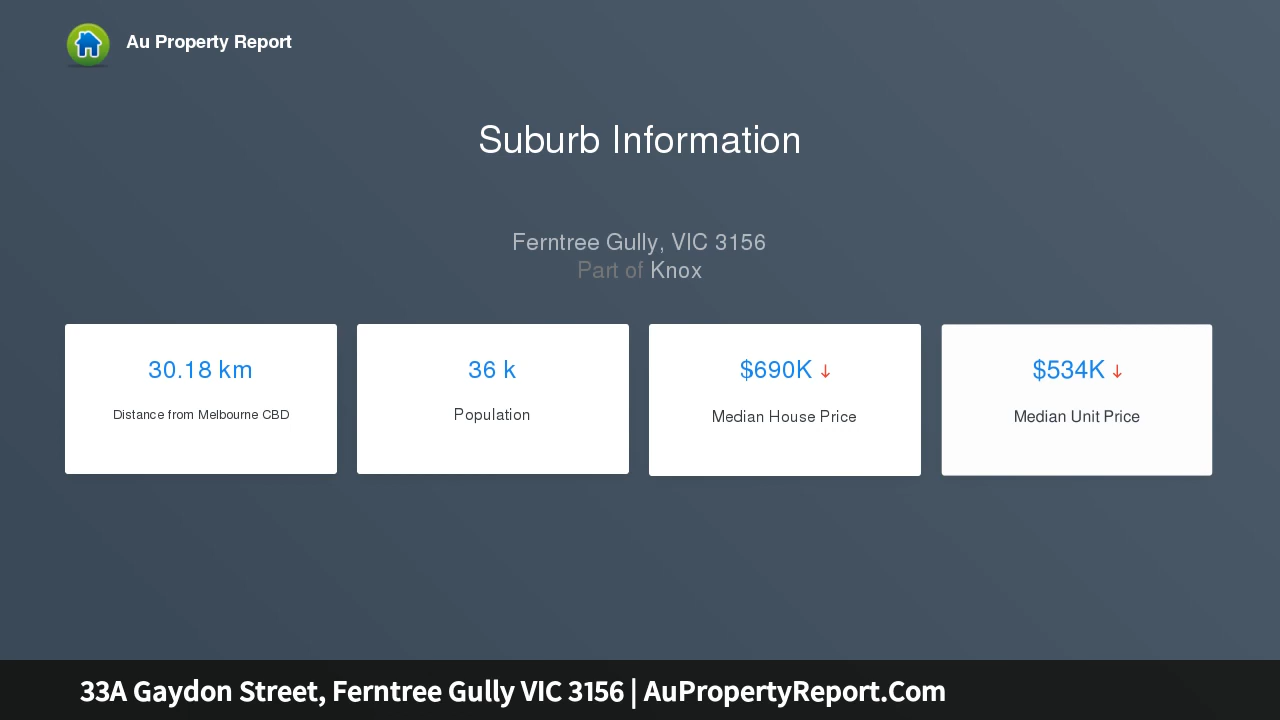 Au Property Report
Suburb Information
Ferntree Gully, VIC 3156
Part of Knox
30.18 km
Distance from Melbourne CBD
36 k
Population
$690K ↓
Median House Price
$534K ↓
Median Unit Price
33A Gaydon Street, Ferntree Gully VIC 3156 | AuPropertyReport.Com